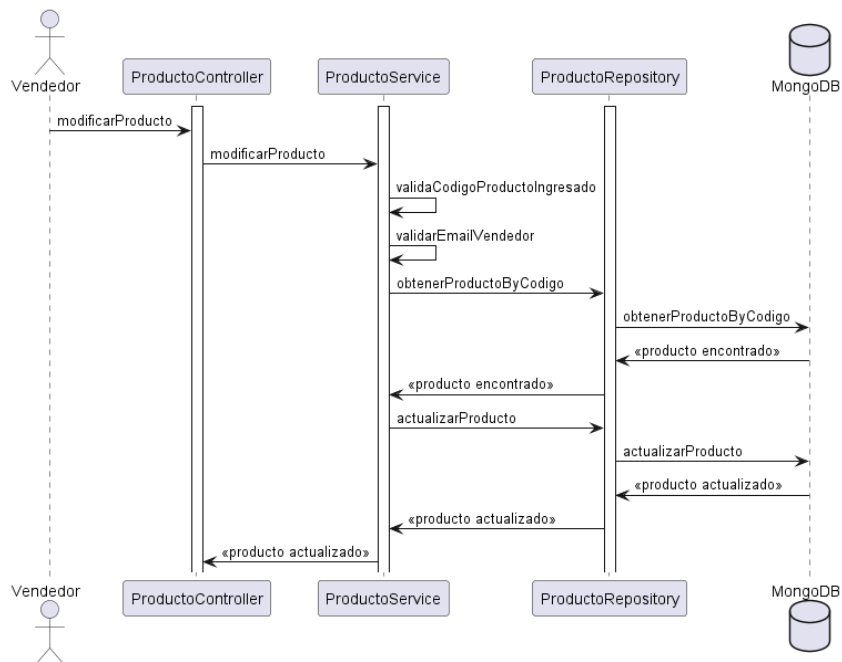 Vendedor
ProductoController
ProductoService
ProductoRepository
MongoDB
modificarProducto
modificarProducto
validaCodigoProductoIngresado
validarEmailVendedor
obtenerProductoByCodigo
obtenerProductoByCodigo
«producto encontrado»
«producto encontrado»
actualizarProducto
actualizarProducto
«producto actualizado»
«producto actualizado»
«producto actualizado»
Vendedor
ProductoController
ProductoService
ProductoRepository
MongoDB